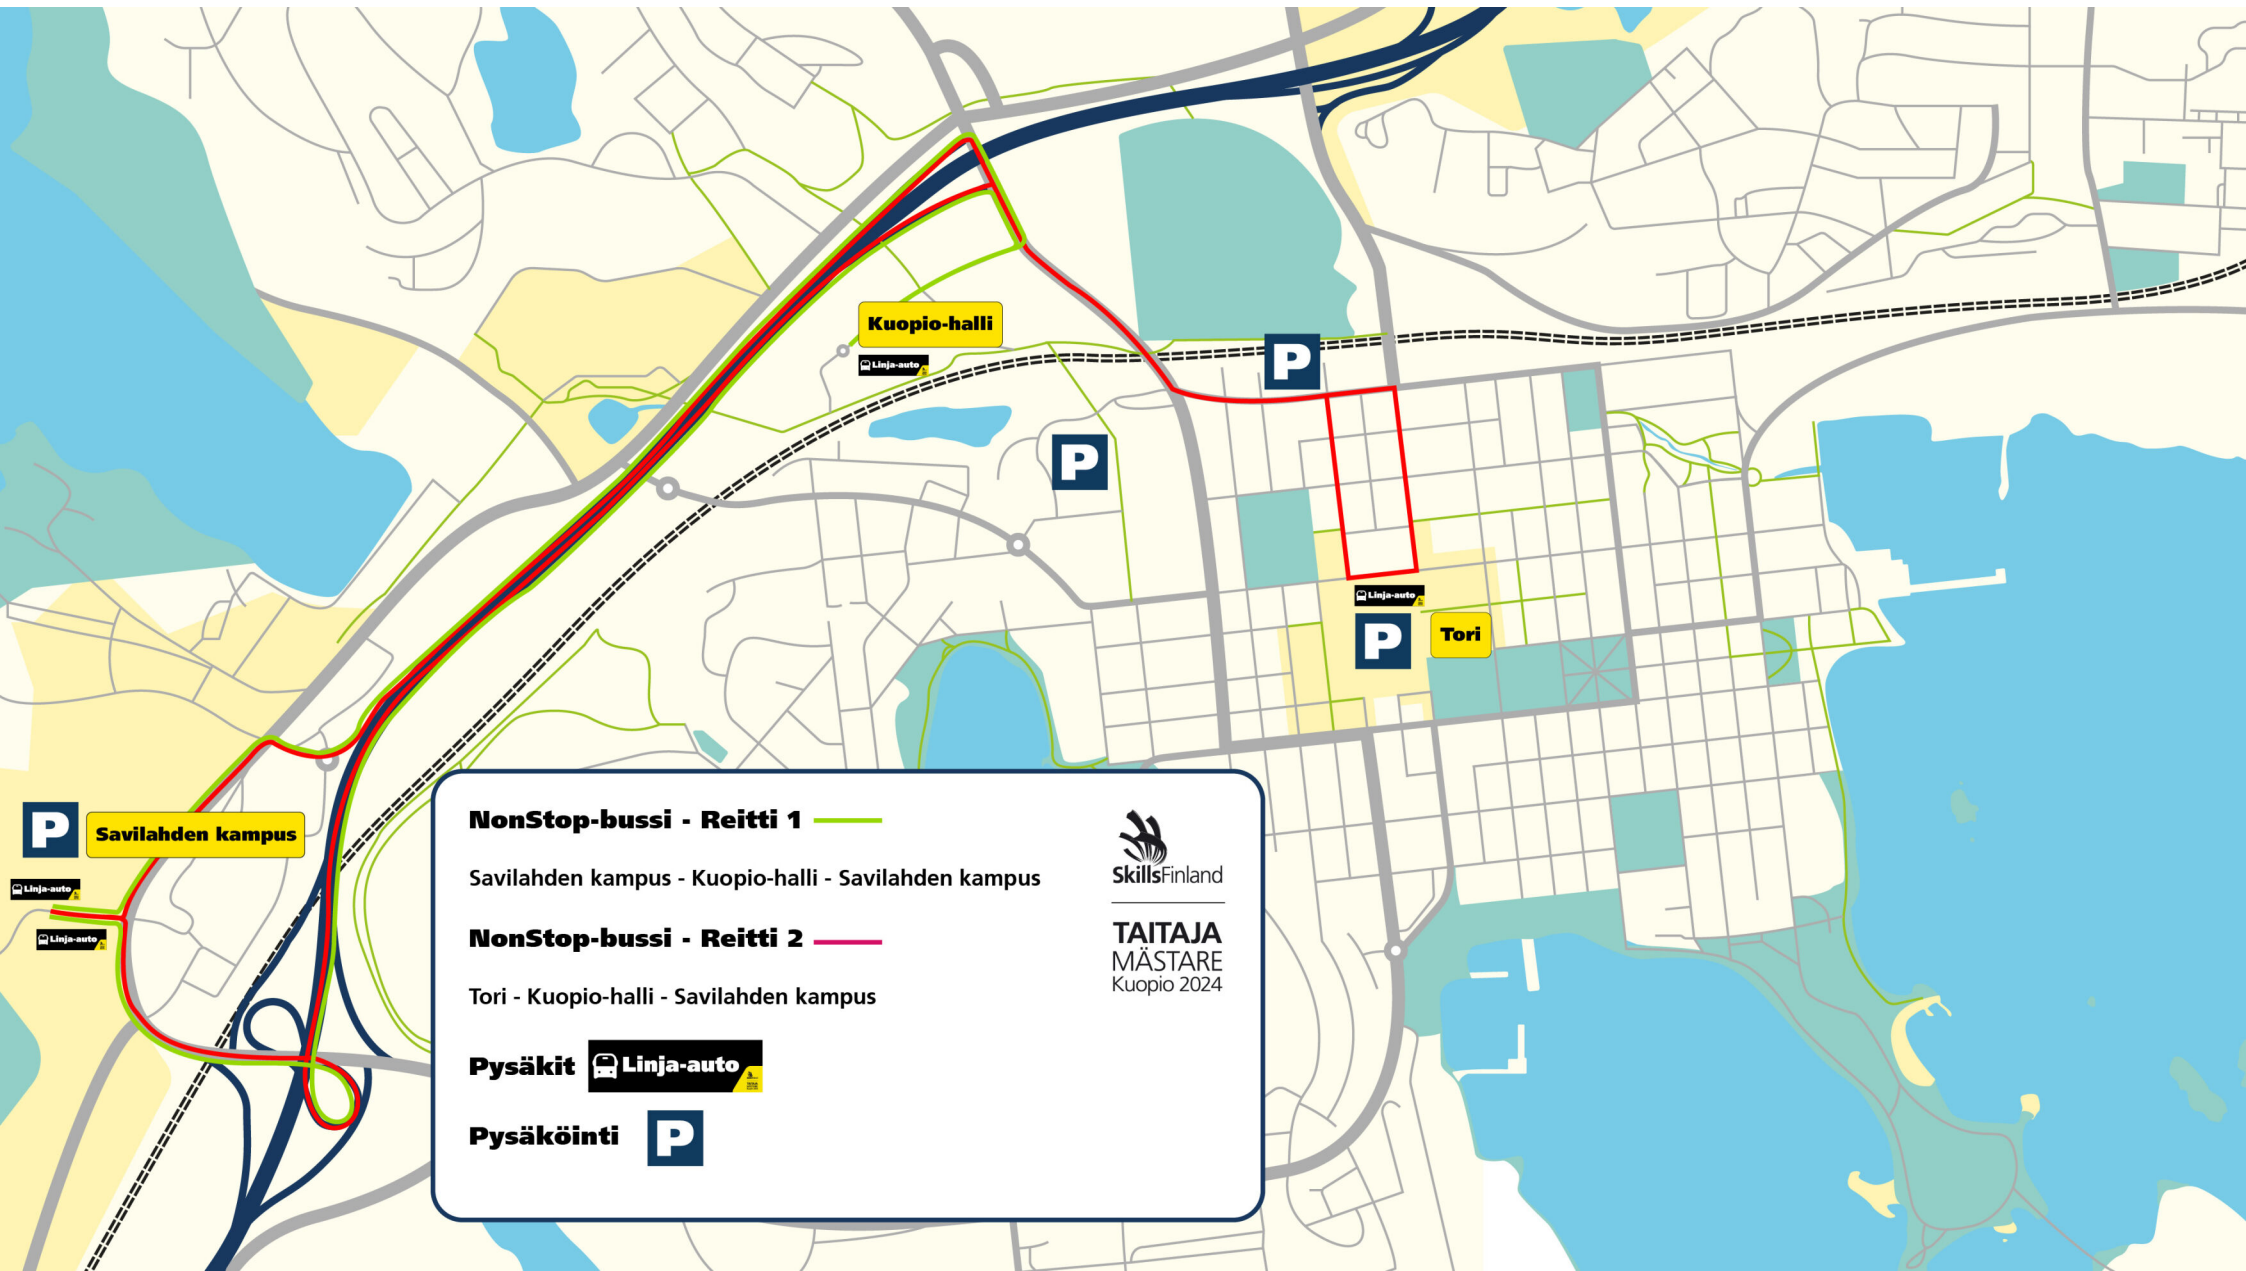 Kuopio-halli
Linja-auto
P
P
Linja-auto
P
Tori
P
Savilahden kampus
Linja-auto
Linja-auto
NonStop-bussi - Reitti 1
Savilahden kampus - Kuopio-halli - Savilahden kampus
NonStop-bussi - Reitti 2
Tori - Kuopio-halli - Savilahden kampus
Pysäkit Linja-auto
Pysäköinti P
SkillsFinland
TAITAJA
MÄSTARE
Kuopio 2024